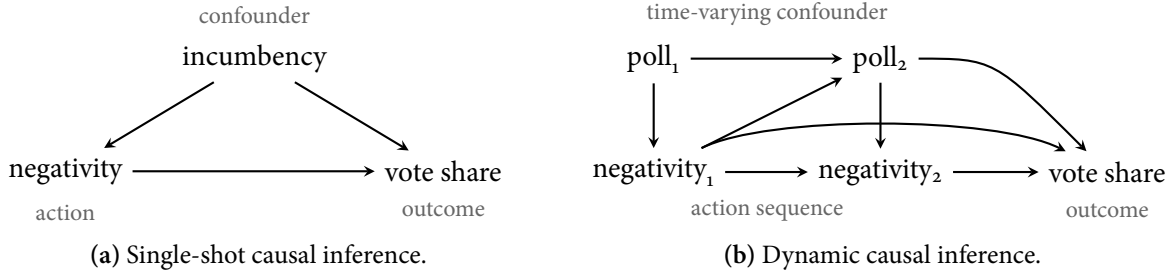 confounder
incumbency
negativity
vote share
action
outcome
(a) Single-shot causal inference.
time-varying confounder
poll₁
poll₂
negativity₁
negativity₂
vote share
action sequence
outcome
(b) Dynamic causal inference.